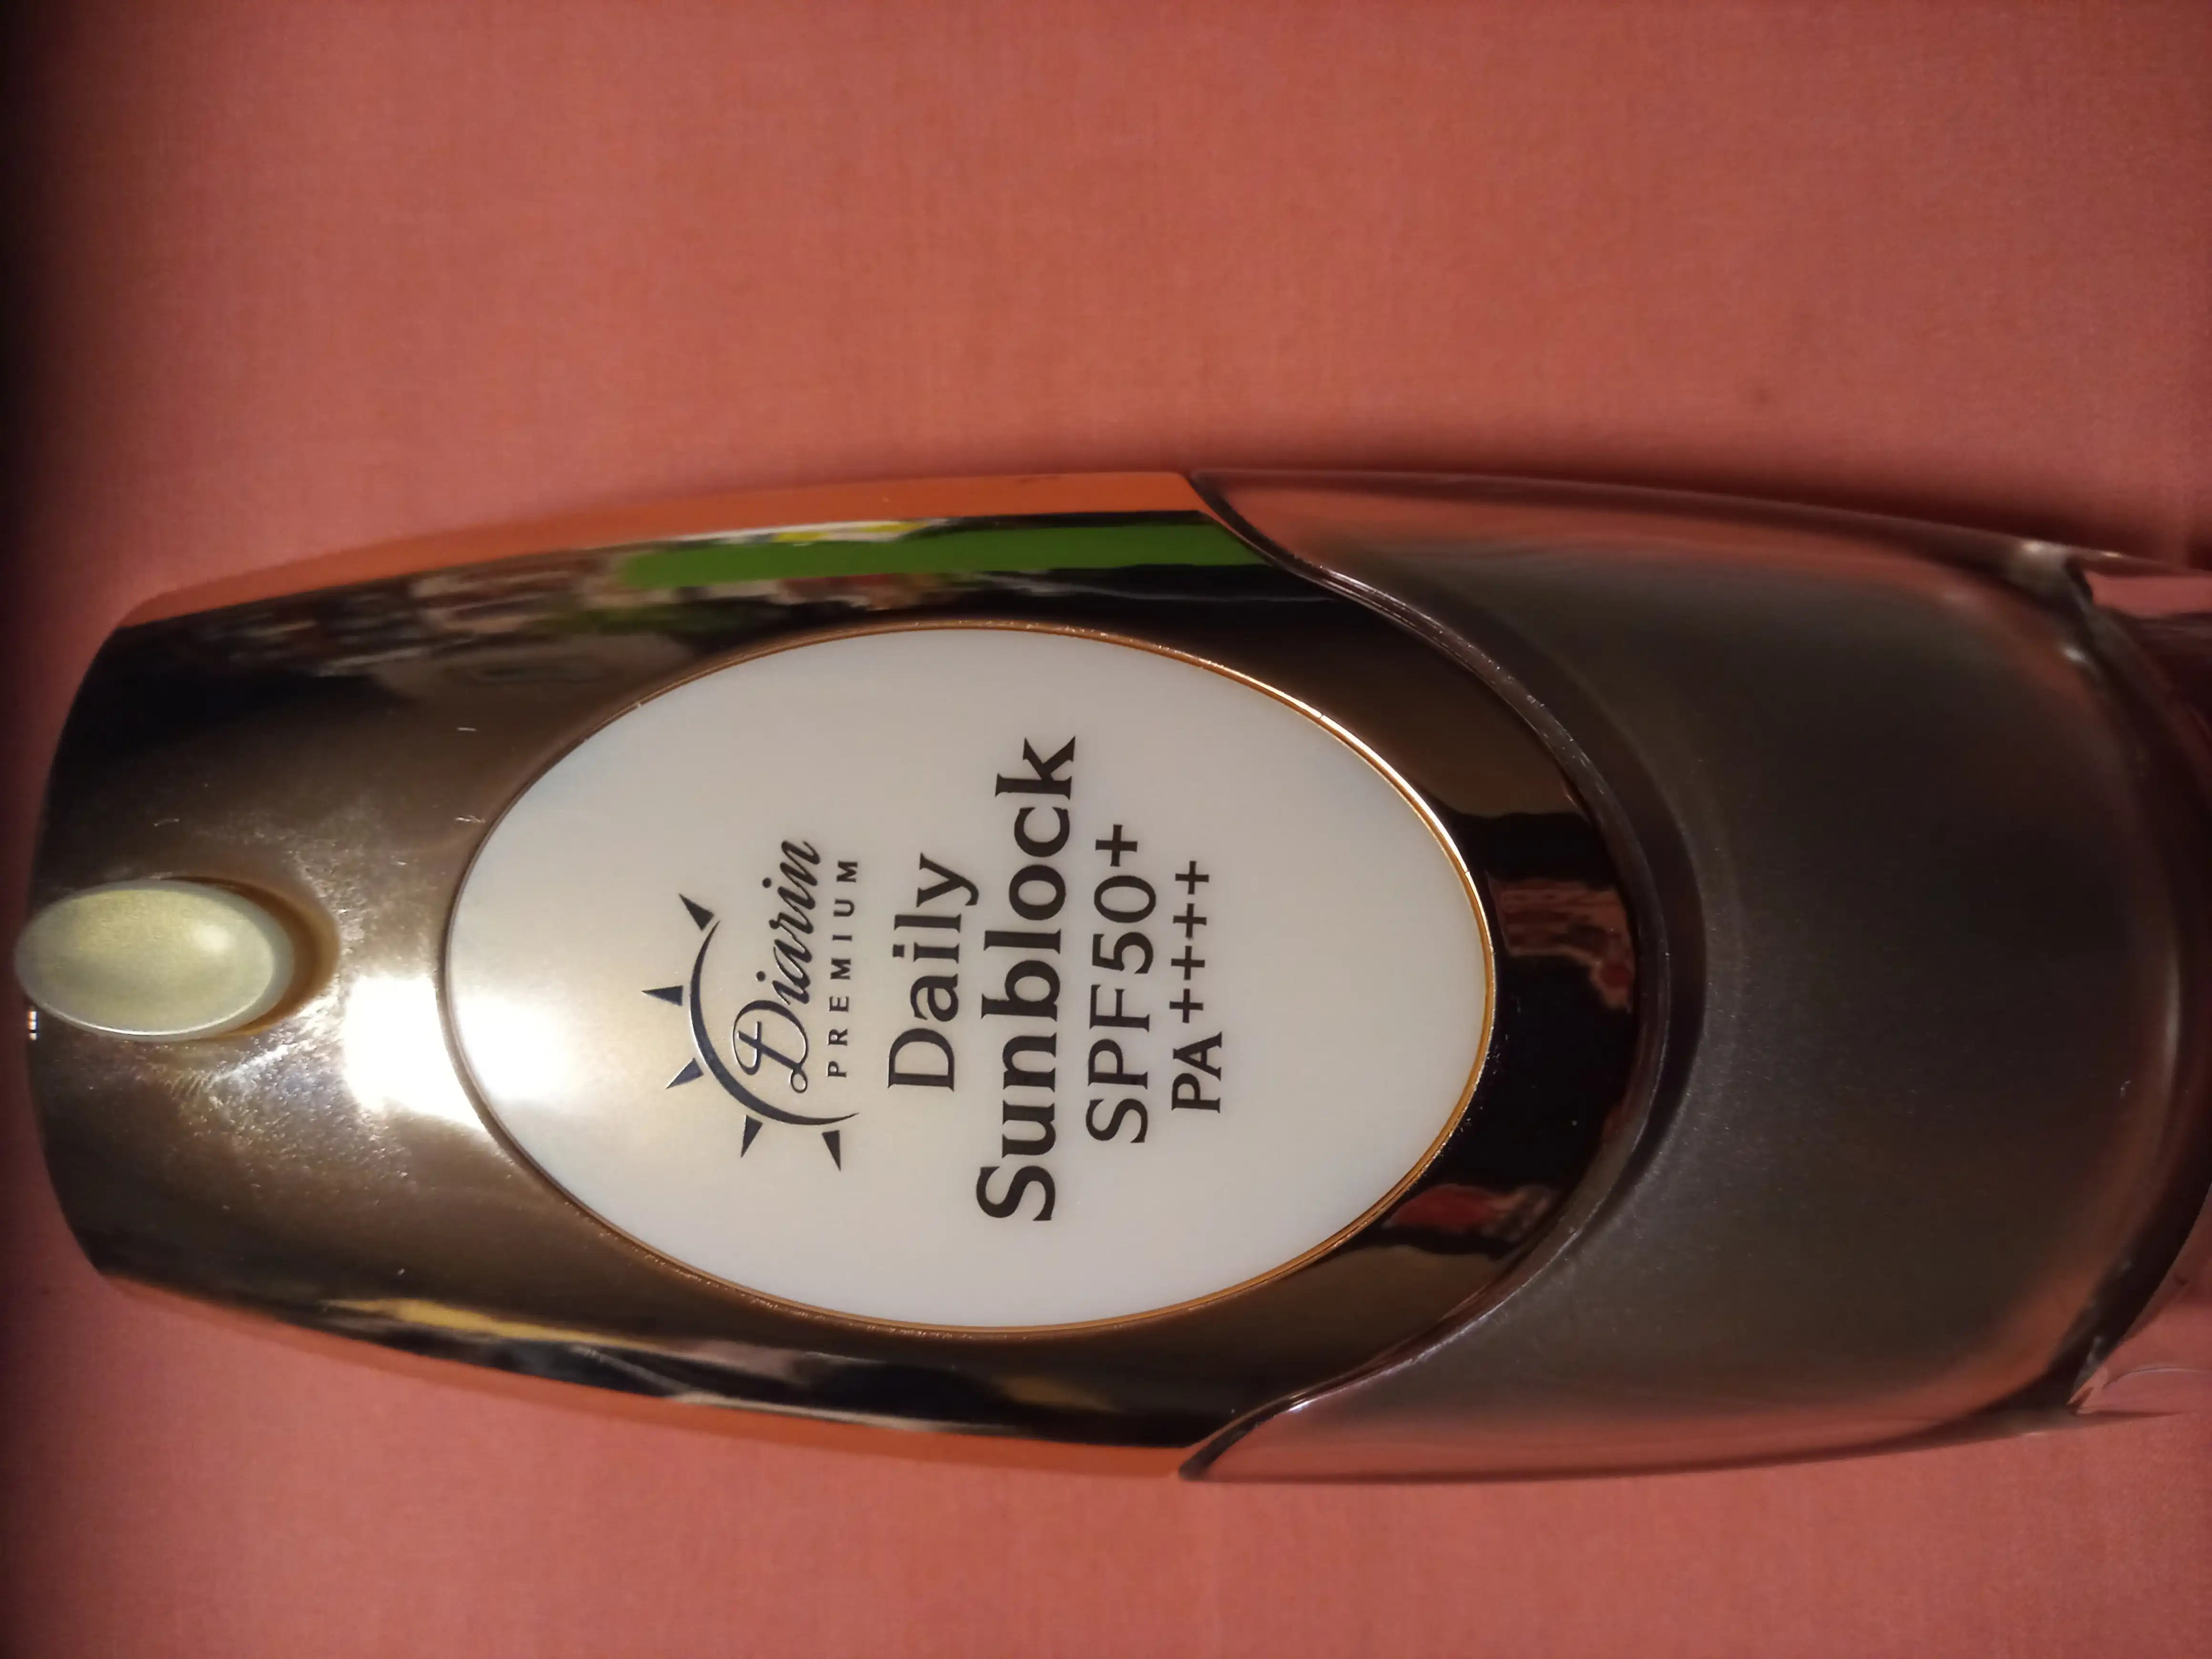 Diarin
PREMIUM
Daily
Sunblock
SPF50+
PA++++